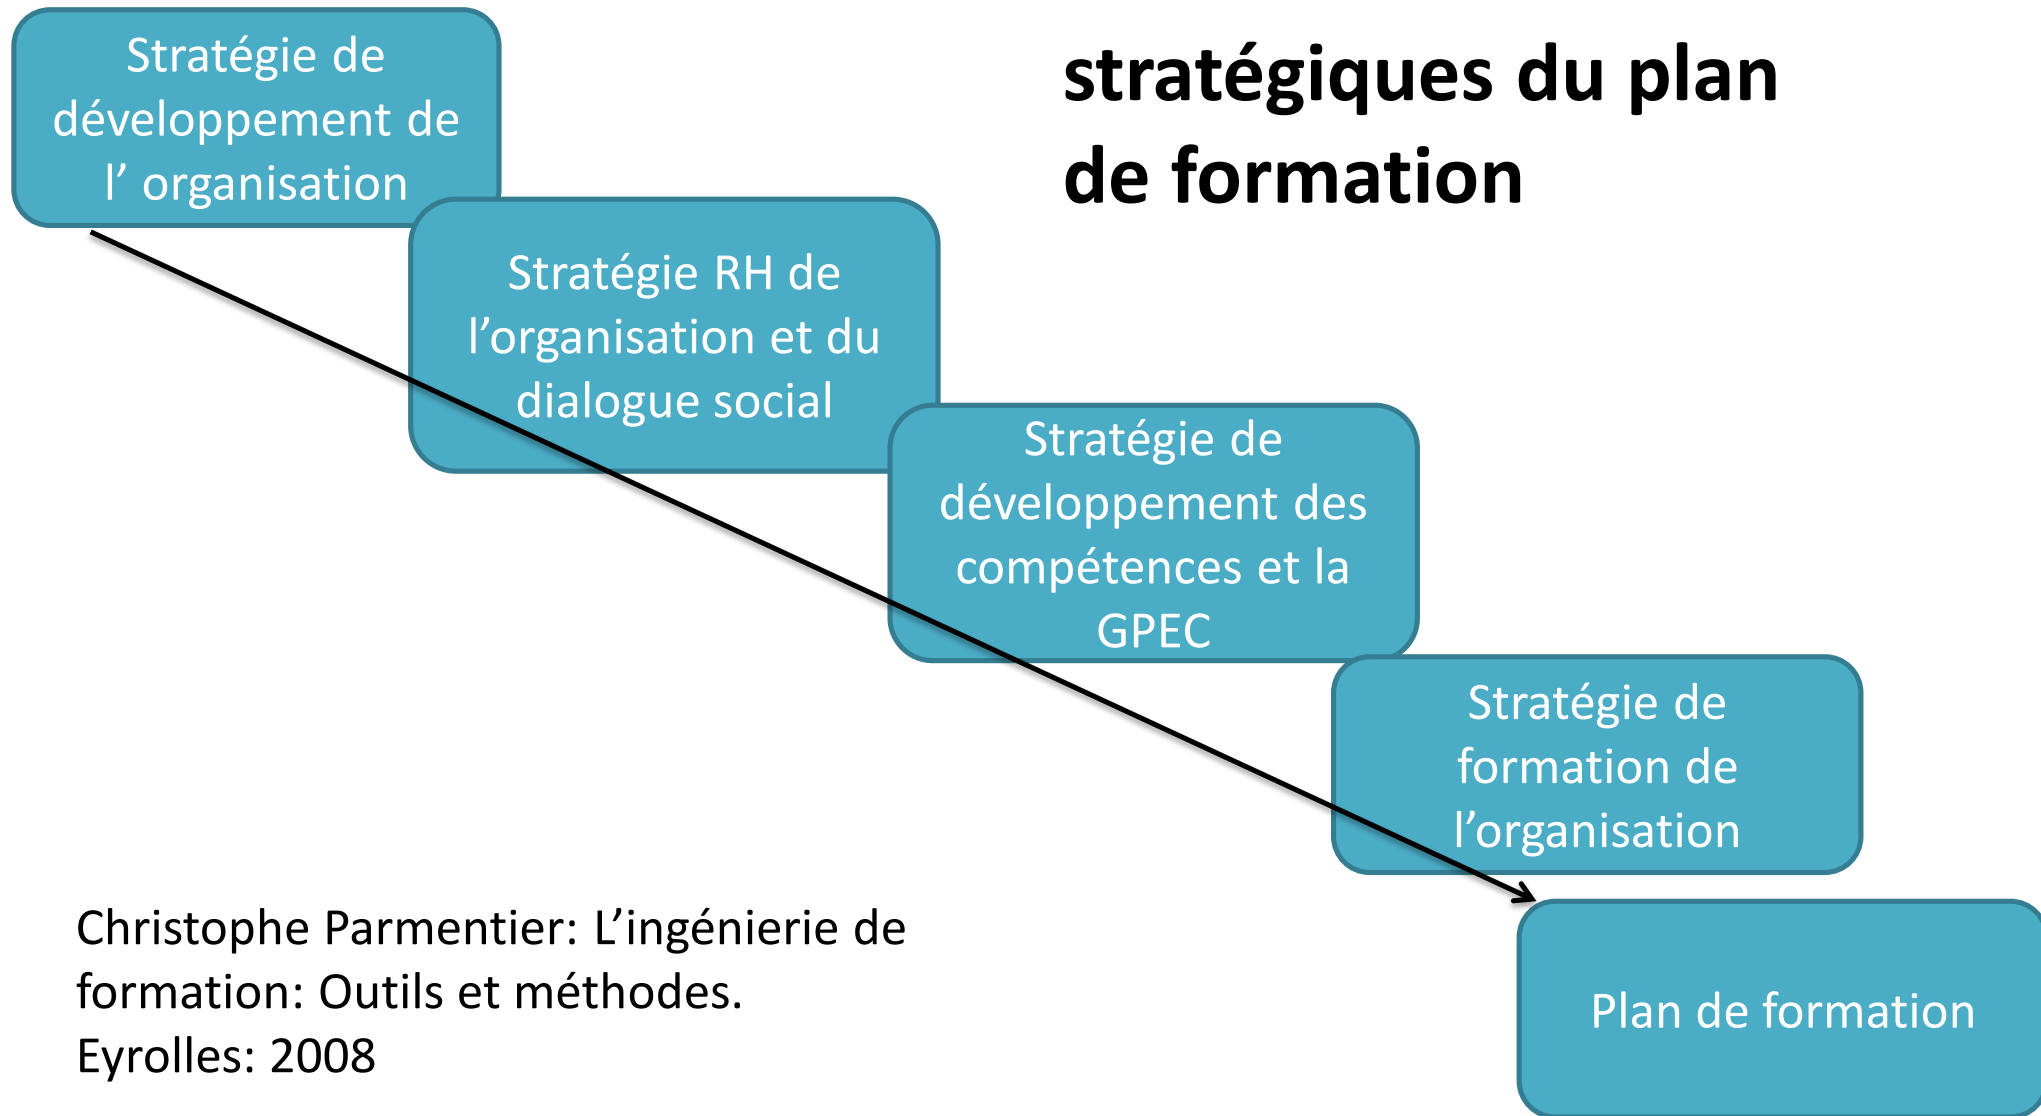 stratégiques du plan
de formation
Stratégie de
développement de
l’ organisation
Stratégie RH de
l’organisation et du
dialogue social
Stratégie de
développement des
compétences et la
GPEC
Stratégie de
formation de
l’organisation
Plan de formation
Christophe Parmentier: L’ingénierie de
formation: Outils et méthodes.
Eyrolles: 2008